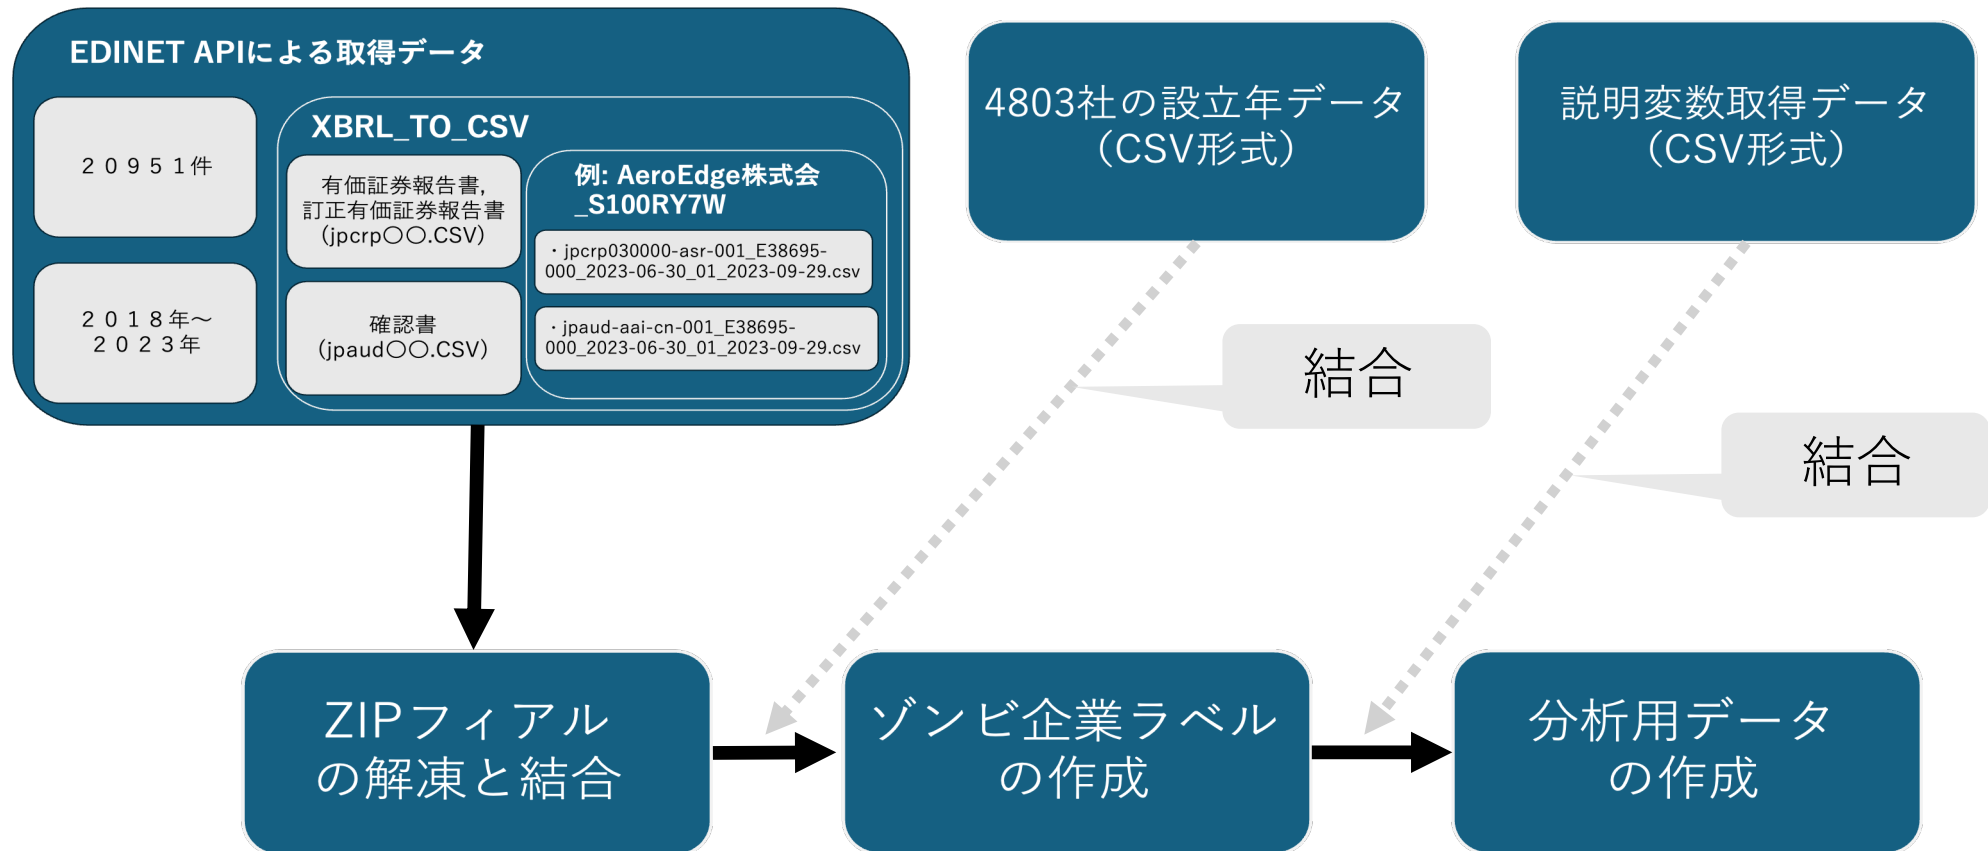 EDINET APIによる取得データ
２０９５１件
２０１８年～
２０２３年
XBRL_TO_CSV
有価証券報告書,
訂正有価証券報告書
（jpcrp〇〇.CSV）
確認書
（jpaud〇〇.CSV）
例: AeroEdge株式会
_S100RY7W
・jpcrp030000-asr-001_E38695-
000_2023-06-30_01_2023-09-29.csv
・jpaud-aai-cn-001_E38695-
000_2023-06-30_01_2023-09-29.csv
4803社の設立年データ
（CSV形式）
説明変数取得データ
（CSV形式）
結合
結合
ZIPフィアル
の解凍と結合
ゾンビ企業ラベル
の作成
分析用データ
の作成